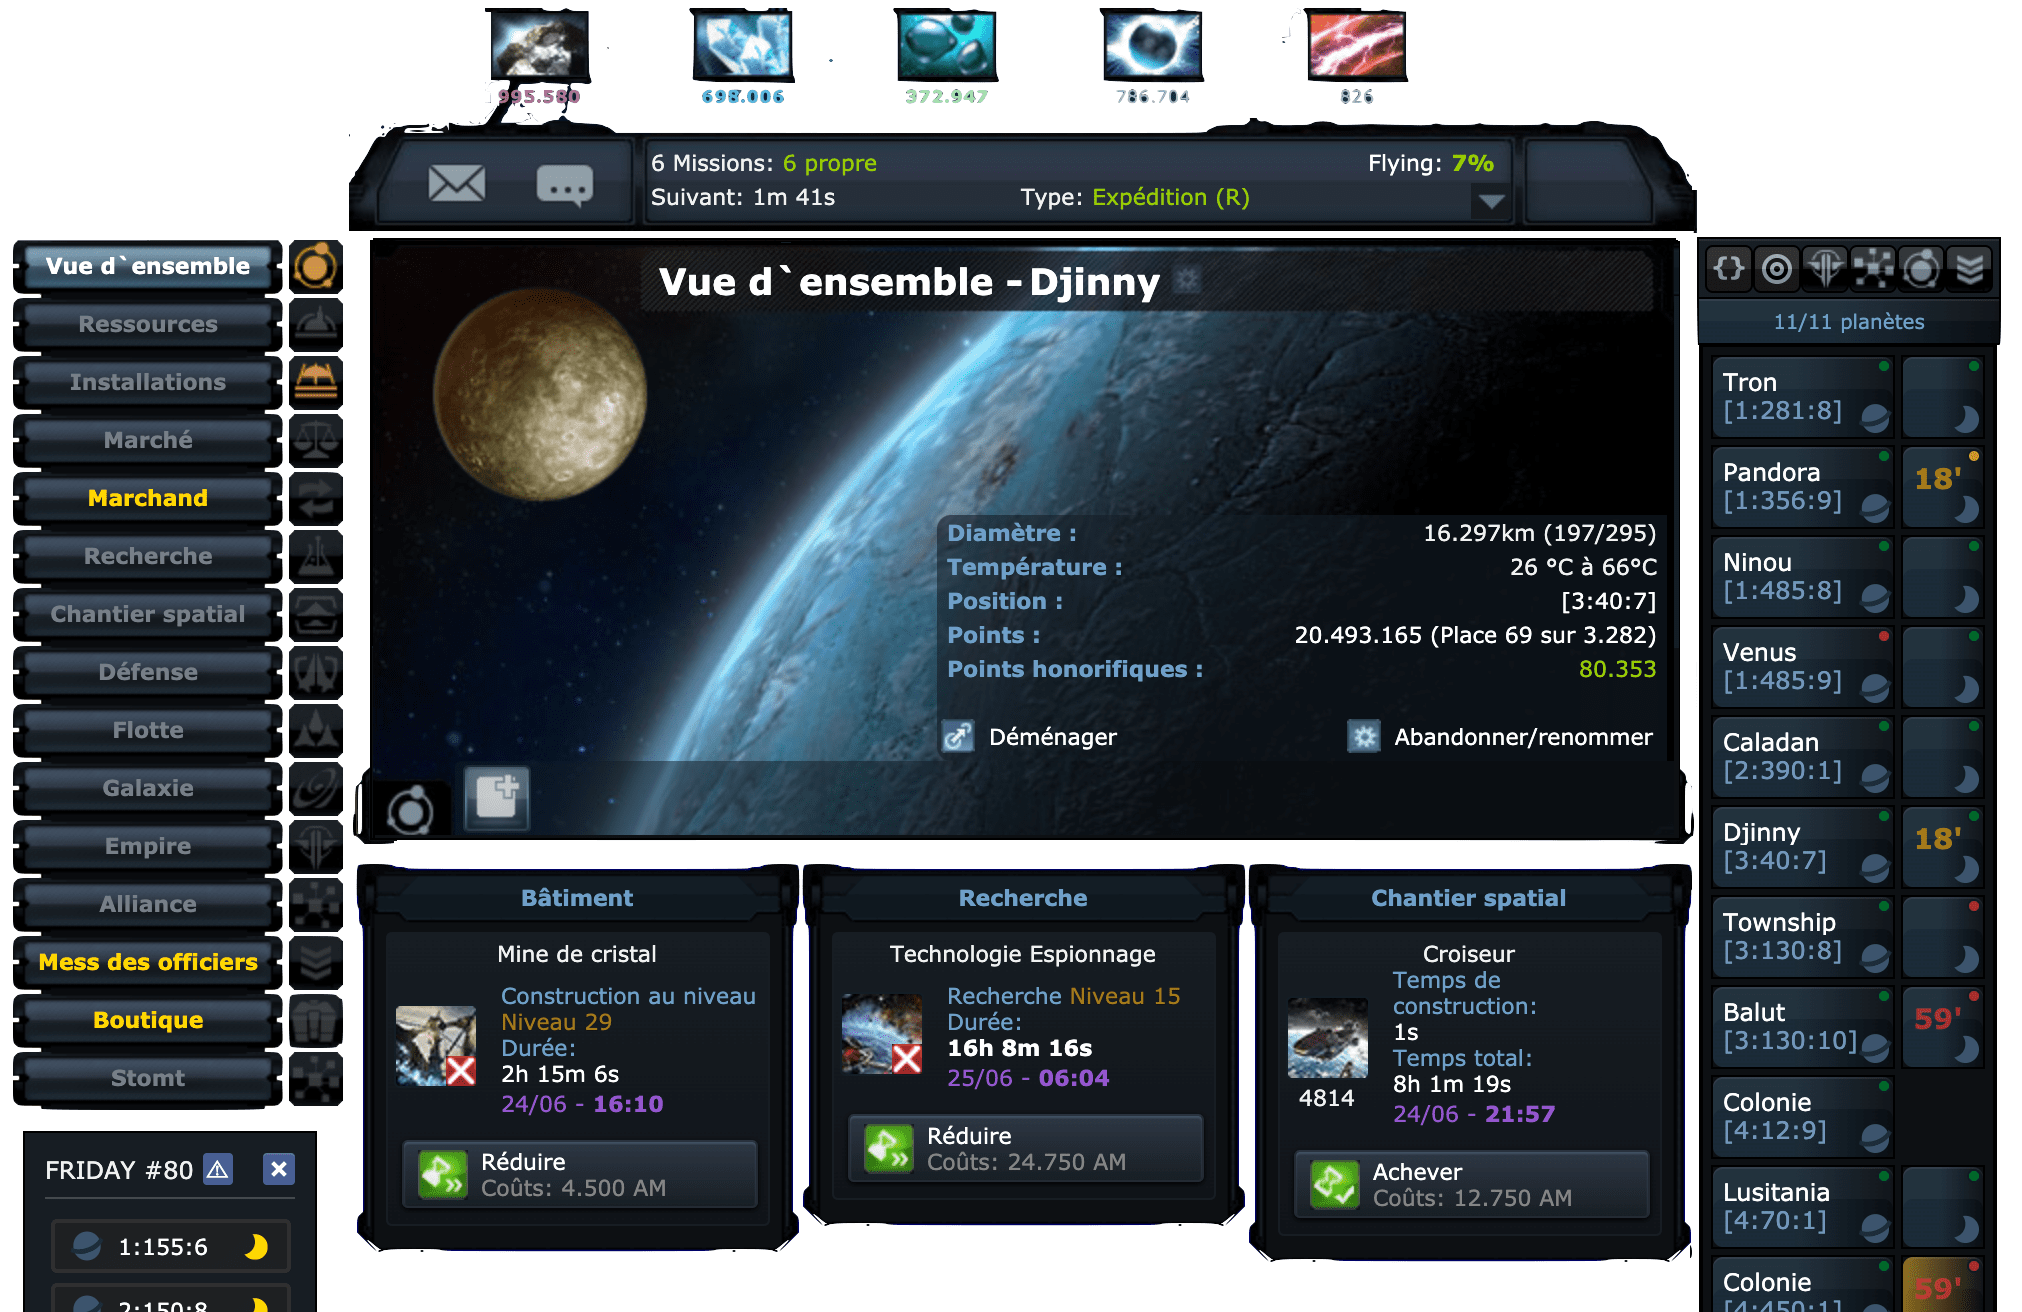 995.580
698.006
372.947
786.704
826
6 Missions: 6 propre
Flying: 7%
Suivant: 1m 41s
Type: Expédition (R)
Vue d`ensemble
Ressources
Installations
Marché
Marchand
Recherche
Chantier spatial
Défense
Flotte
Galaxie
Empire
Alliance
Mess des officiers
Boutique
Stomt
FRIDAY #80
1:155:6
2:150:8
Vue d`ensemble - Djinny
Diamètre : 16.297km (197/295)
Température : 26 °C à 66°C
Position : [3:40:7]
Points : 20.493.165 (Place 69 sur 3.282)
Points honorifiques : 80.353
Déménager
Abandonner/renommer
Bâtiment
Mine de cristal
Construction au niveau
Niveau 29
Durée:
2h 15m 6s
24/06 - 16:10
Réduire
Coûts: 4.500 AM
Recherche
Technologie Espionnage
Recherche Niveau 15
Durée:
16h 8m 16s
25/06 - 06:04
Réduire
Coûts: 24.750 AM
Chantier spatial
Croiseur
4814
Temps de
construction:
1s
Temps total:
8h 1m 19s
24/06 - 21:57
Achever
Coûts: 12.750 AM
{}
11/11 planètes
Tron
[1:281:8]
Pandora
[1:356:9]
18'
Ninou
[1:485:8]
Venus
[1:485:9]
Caladan
[2:390:1]
Djinny
[3:40:7]
18'
Township
[3:130:8]
Balut
[3:130:10]
59'
Colonie
[4:12:9]
Lusitania
[4:70:1]
Colonie
[4:450:1]
59'